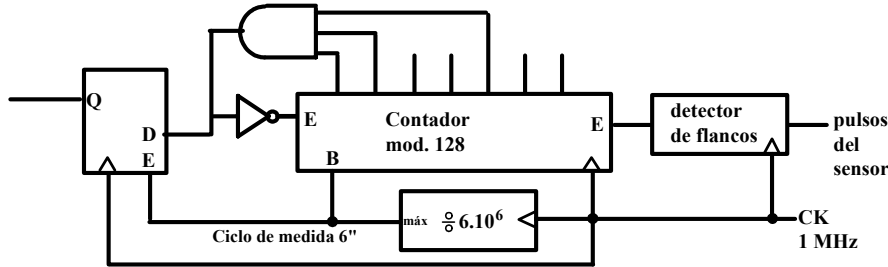 Q
D
E
E
Contador
mod. 128
E
B
detector
de flancos
pulsos
del
sensor
máx
÷ 6.10⁶
Ciclo de medida 6"
CK
1 MHz